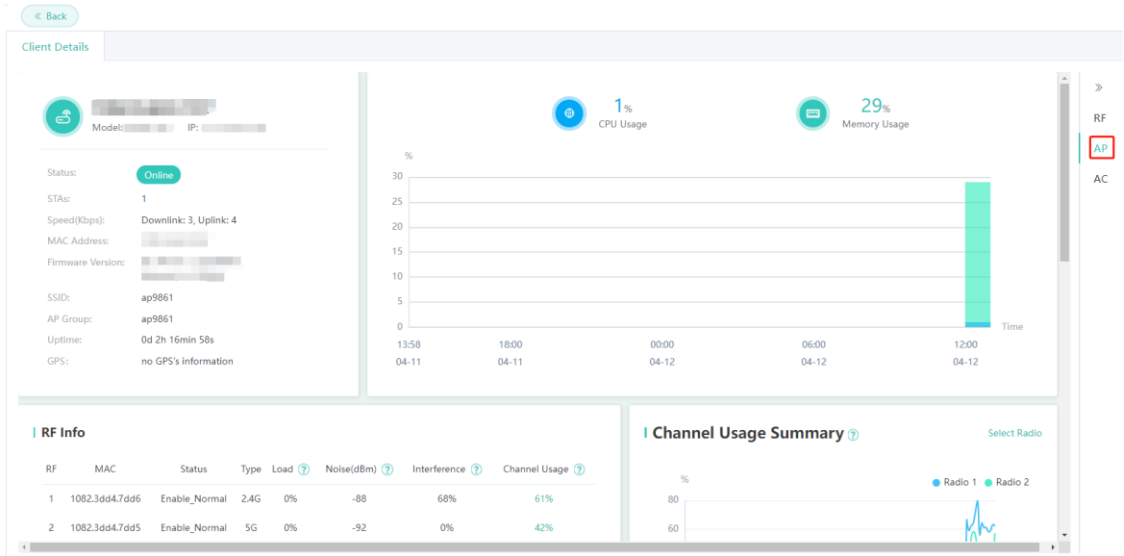 « Back
Client Details
Model: IP:
Status: Online
STAs: 1
Speed(Kbps): Downlink: 3, Uplink: 4
MAC Address:
Firmware Version:
SSID: ap9861
AP Group: ap9861
Uptime: 0d 2h 16min 58s
GPS: no GPS's information
1%
CPU Usage
29%
Memory Usage
%
30
25
20
15
10
5
0
Time
13:58 18:00 00:00 06:00 12:00
04-11 04-11 04-12 04-12 04-12
»
RF
AP
AC
RF Info
RF MAC Status Type Load ? Noise(dBm) ? Interference ? Channel Usage ?
1 1082.3dd4.7dd6 Enable_Normal 2.4G 0% -88 68% 61%
2 1082.3dd4.7dd5 Enable_Normal 5G 0% -92 0% 42%
Channel Usage Summary ? Select Radio
%
Radio 1 Radio 2
80
60